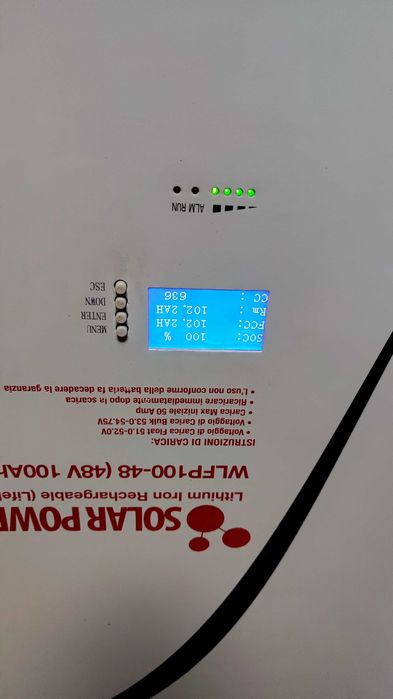 SOLAR POW
Lithium Iron Rechargeable (Life
WLFP100-48 (48V 100Ah
ISTRUZIONI DI CARICA:
• Voltaggio di Carica Float 51.0-52.0V
• Voltaggio di Carica Bulk 53.0-54.75V
• Carica Max iniziale 50 Amp
• Ricaricare immediatamente dopo la scarica
• L'uso non conforme della batteria fa decadere la garanzia
SOC: 100 %
FCC: 102.2AH
Rm : 102.2AH
CC : 636
MENU
ENTER
DOWN
ESC
ALM RUN